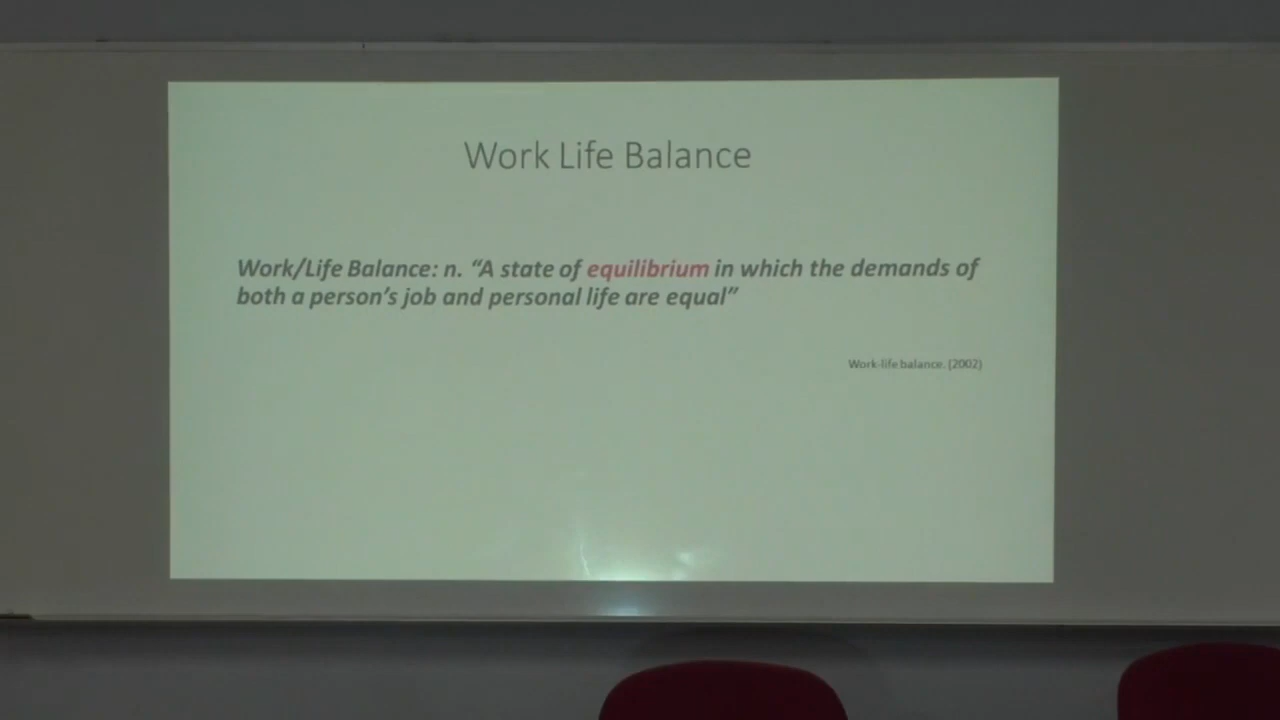 Work Life Balance
Work/Life Balance: n. “A state of equilibrium in which the demands of
both a person’s job and personal life are equal”
Work-life balance. (2002)